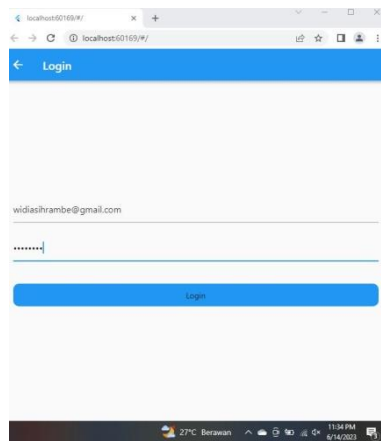 localhost:60169/#/
localhost:60169/#/
Login
widiasihrambe@gmail.com
••••••••
Login
27°C Berawan
11:34 PM
6/14/2023